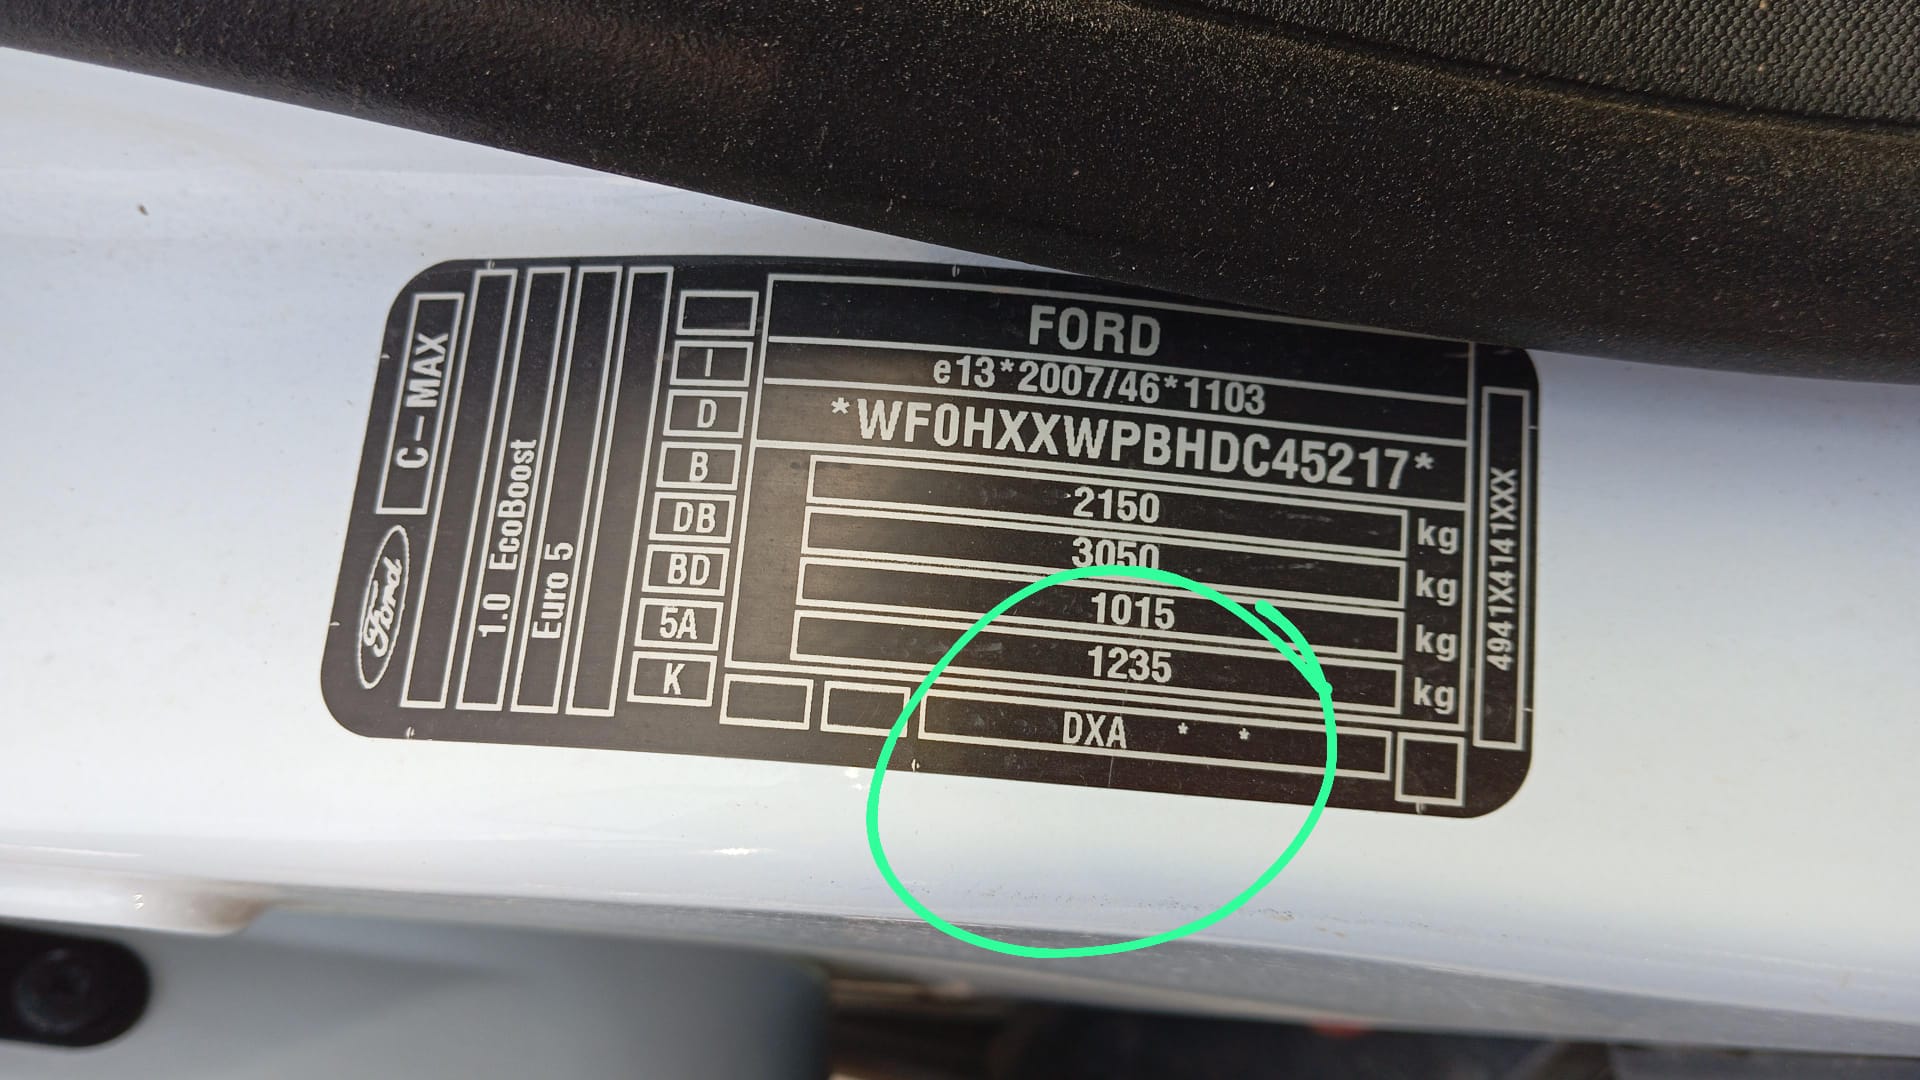 Ford C-MAX
1.0 EcoBoost
Euro 5
I
D
B
DB
BD
5A
K
FORD
e13*2007/46*1103
*WF0HXXWPBHDC45217*
2150 kg
3050 kg
1015 kg
1235 kg
DXA * *
4941X4141XXX